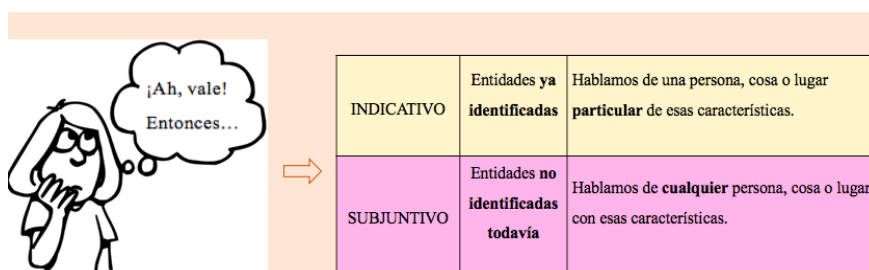 ¡Ah, vale!
Entonces…
INDICATIVO
Entidades ya
identificadas
Hablamos de una persona, cosa o lugar
particular de esas características.
SUBJUNTIVO
Entidades no
identificadas
todavía
Hablamos de cualquier persona, cosa o lugar
con esas características.